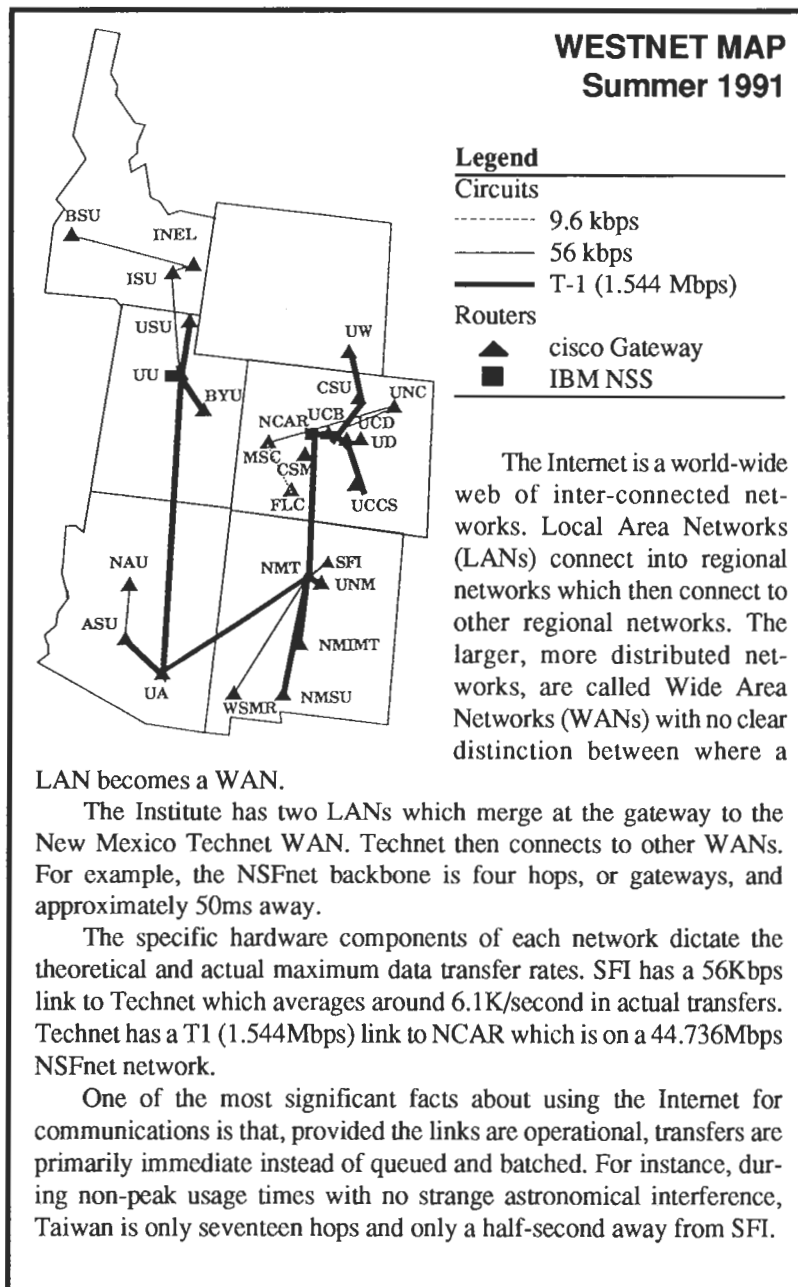 WESTNET MAP
Summer 1991
Legend
Circuits
9.6 kbps
56 kbps
T-1 (1.544 Mbps)
Routers
cisco Gateway
IBM NSS
BSU
INEL
ISU
USU
UU
BYU
UW
CSU
UNC
NCAR
UCB
UCD
UD
MSC
CSM
FLC
UCCS
NAU
NMT
SFI
UNM
ASU
NMIMT
UA
WSMR
NMSU
The Internet is a world-wide
web of inter-connected net-
works. Local Area Networks
(LANs) connect into regional
networks which then connect to
other regional networks. The
larger, more distributed net-
works, are called Wide Area
Networks (WANs) with no clear
distinction between where a
LAN becomes a WAN.
The Institute has two LANs which merge at the gateway to the
New Mexico Technet WAN. Technet then connects to other WANs.
For example, the NSFnet backbone is four hops, or gateways, and
approximately 50ms away.
The specific hardware components of each network dictate the
theoretical and actual maximum data transfer rates. SFI has a 56Kbps
link to Technet which averages around 6.1K/second in actual transfers.
Technet has a T1 (1.544Mbps) link to NCAR which is on a 44.736Mbps
NSFnet network.
One of the most significant facts about using the Internet for
communications is that, provided the links are operational, transfers are
primarily immediate instead of queued and batched. For instance, dur-
ing non-peak usage times with no strange astronomical interference,
Taiwan is only seventeen hops and only a half-second away from SFI.